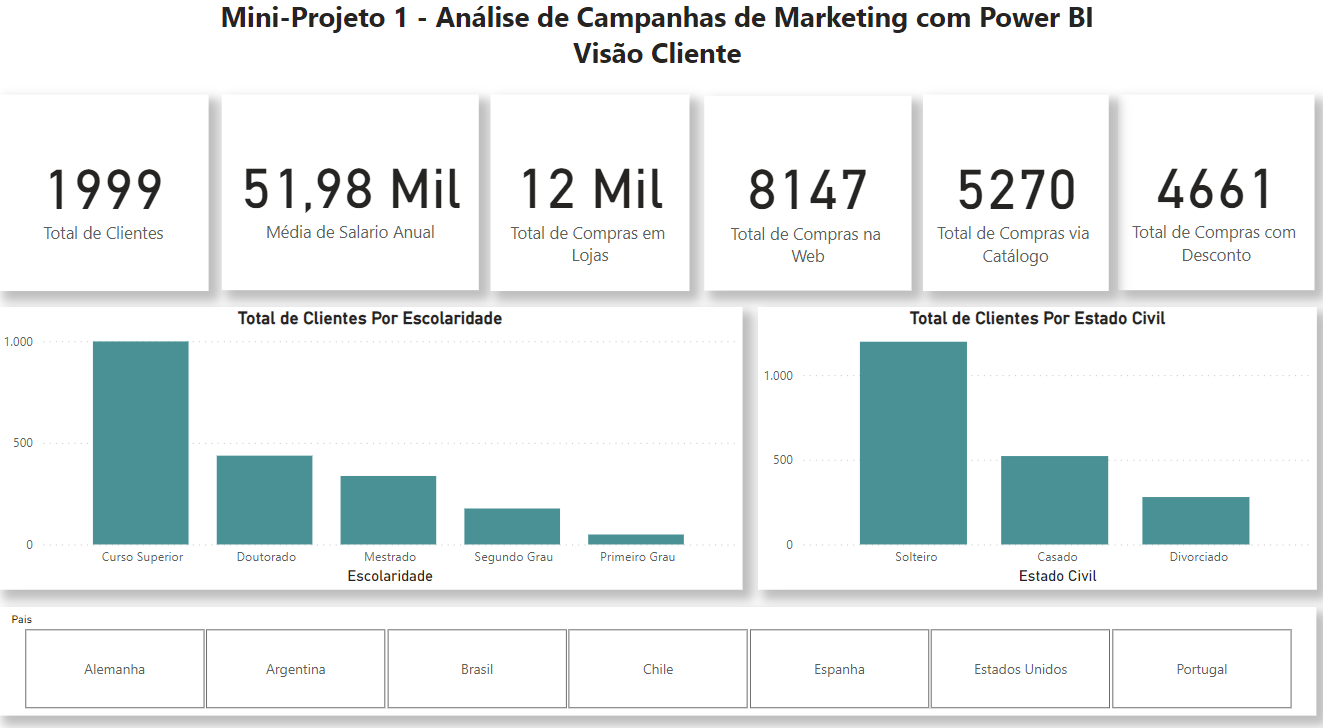 Mini-Projeto 1 - Análise de Campanhas de Marketing com Power BI
Visão Cliente
1999
Total de Clientes
51,98 Mil
Média de Salario Anual
12 Mil
Total de Compras em
Lojas
8147
Total de Compras na
Web
5270
Total de Compras via
Catálogo
4661
Total de Compras com
Desconto
Total de Clientes Por Escolaridade
1.000
500
0
Curso Superior
Doutorado
Mestrado
Segundo Grau
Primeiro Grau
Escolaridade
Total de Clientes Por Estado Civil
1.000
500
0
Solteiro
Casado
Divorciado
Estado Civil
Pais
Alemanha
Argentina
Brasil
Chile
Espanha
Estados Unidos
Portugal